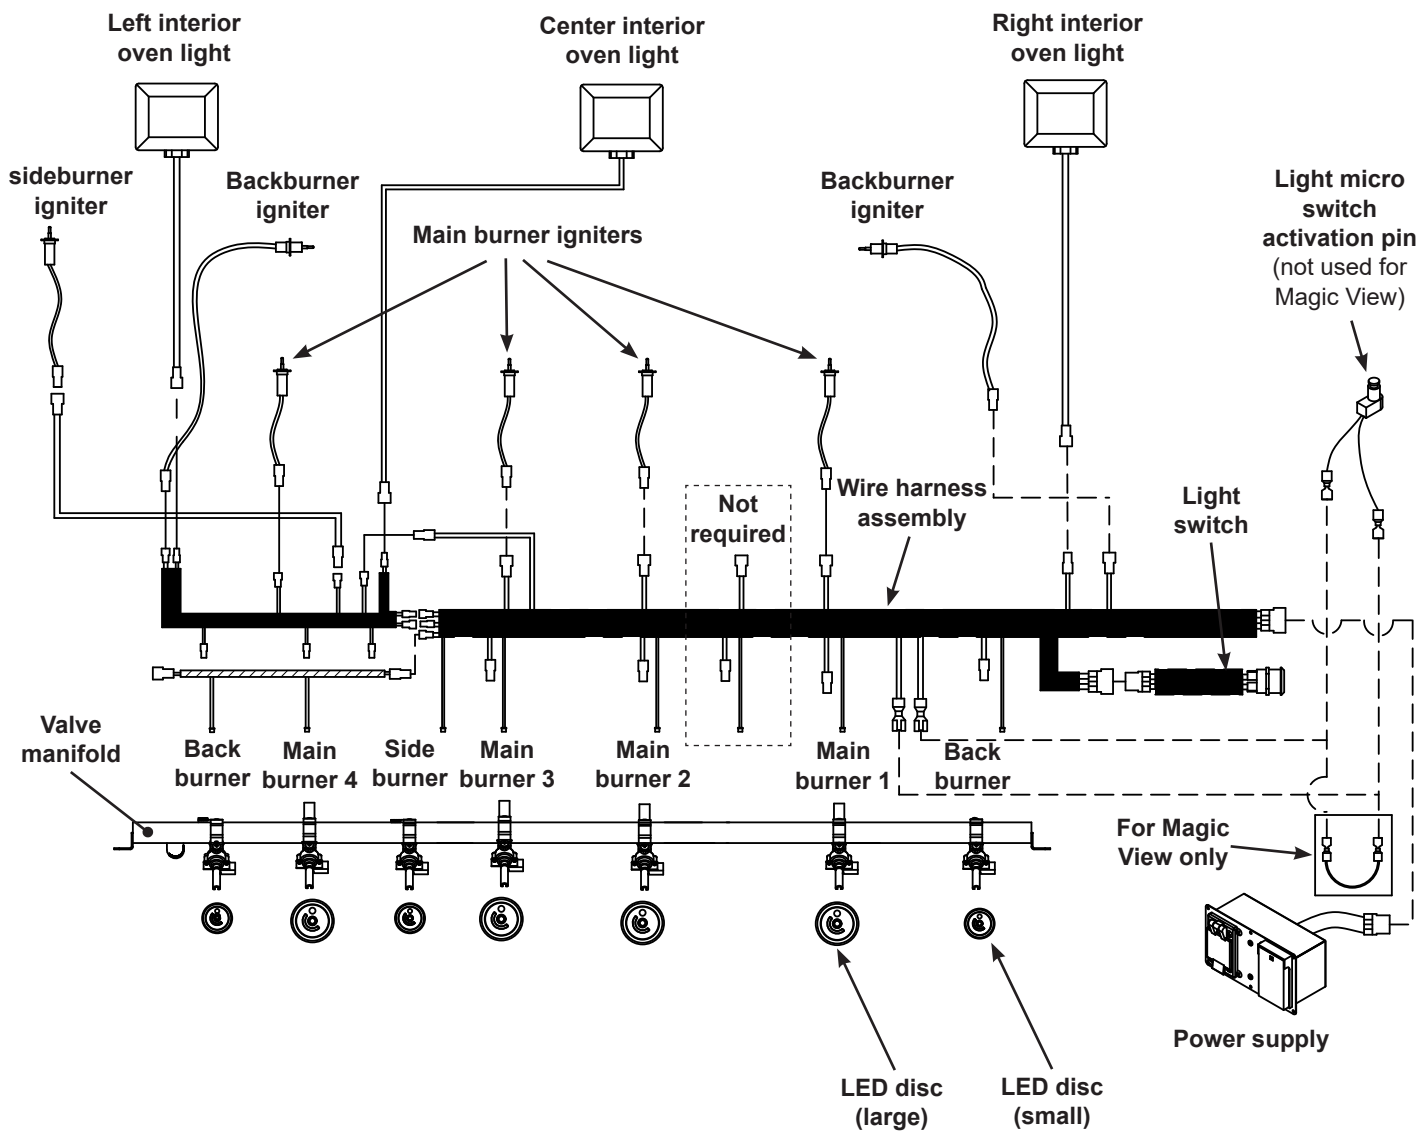 Left interior
oven light
Center interior
oven light
Right interior
oven light
sideburner
igniter
Backburner
igniter
Main burner igniters
Backburner
igniter
Light micro
switch
activation pin
(not used for
Magic View)
Not
required
Wire harness
assembly
Light
switch
Valve
manifold
Back
burner
Main
burner 4
Side
burner
Main
burner 3
Main
burner 2
Main
burner 1
Back
burner
For Magic
View only
Power supply
LED disc
(large)
LED disc
(small)